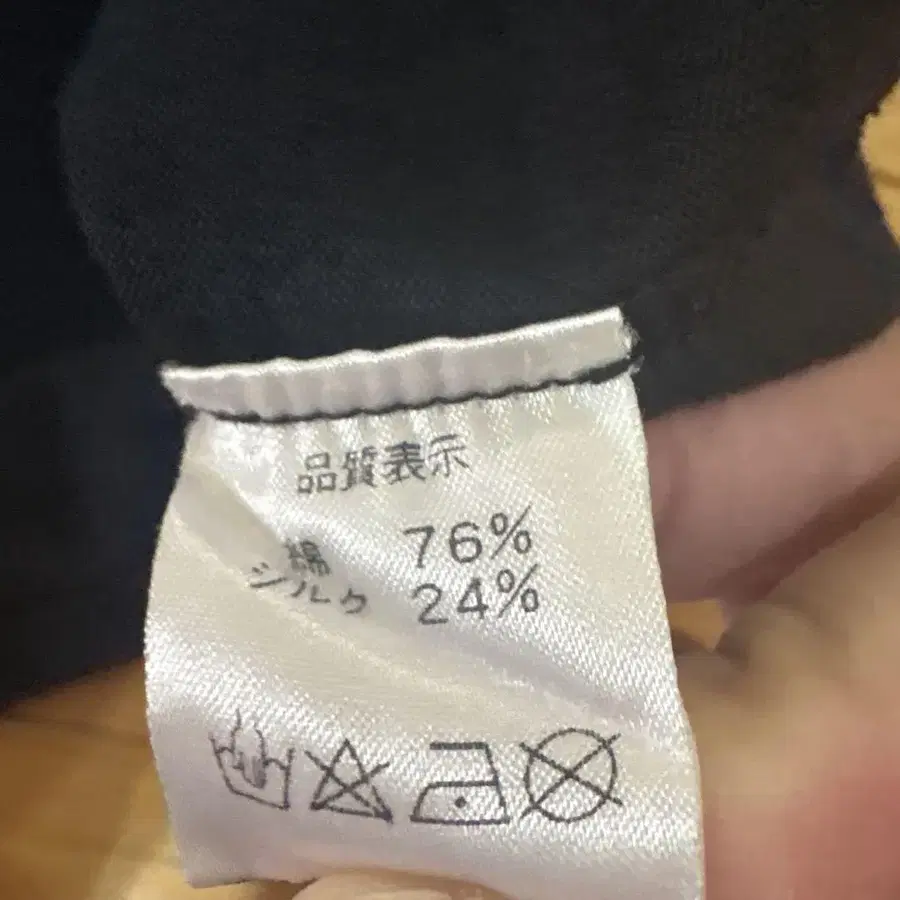 品質表示
綿 76%
シルク 24%